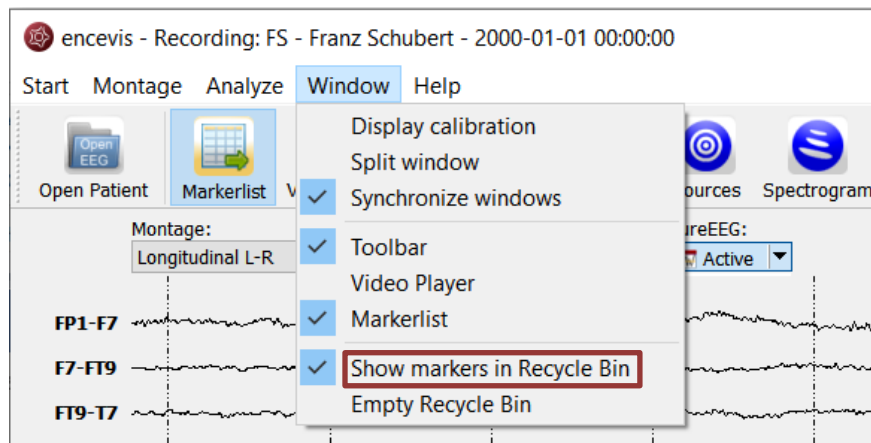 encevis - Recording: FS - Franz Schubert - 2000-01-01 00:00:00
Start Montage Analyze Window Help
Display calibration
Split window
Synchronize windows
Toolbar
Video Player
Markerlist
Show markers in Recycle Bin
Empty Recycle Bin
Open EEG
Open Patient Markerlist Spectrogram
Montage:
Longitudinal L-R Active
FP1-F7
F7-FT9
FT9-T7